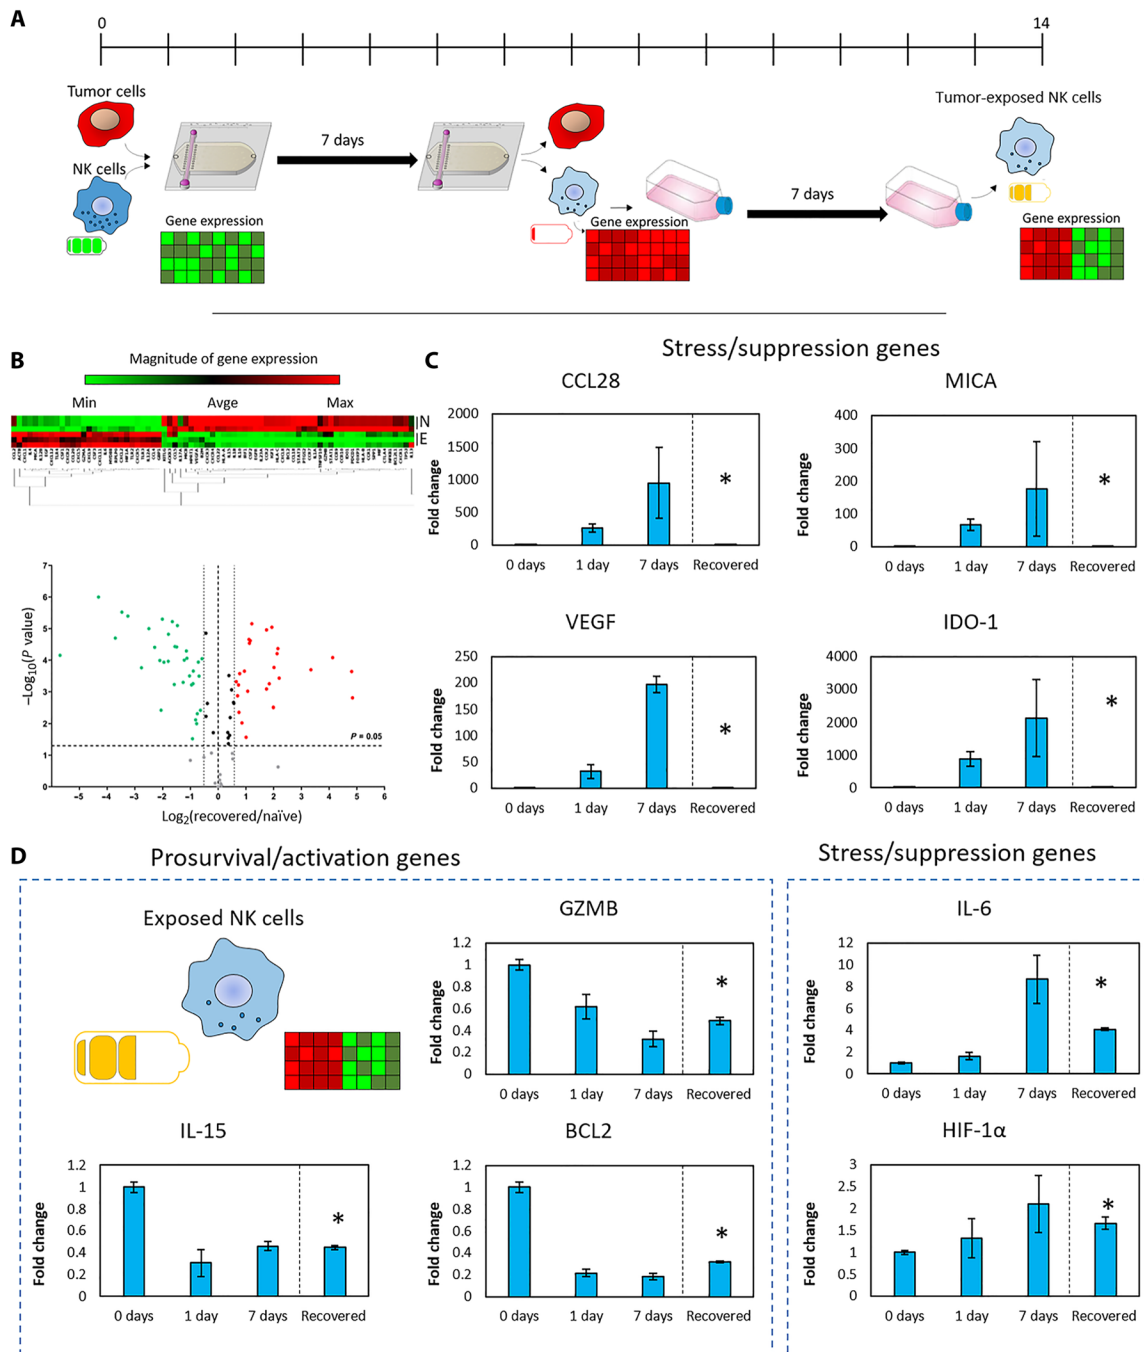 A
0
14
Tumor cells
Tumor-exposed NK cells
7 days
NK cells
7 days
Gene expression
Gene expression
Gene expression
B
Magnitude of gene expression
Min
Avge
Max
N
E
7
6
5
4
3
2
1
0
–Log10(P value)
P = 0.05
−5
−4
−3
−2
−1
0
1
2
3
4
5
6
Log2(recovered/naïve)
C
Stress/suppression genes
CCL28
2000
1500
1000
500
0
Fold change
*
0 days
1 day
7 days
Recovered
MICA
400
300
200
100
0
Fold change
*
0 days
1 day
7 days
Recovered
VEGF
250
200
150
100
50
0
Fold change
*
0 days
1 day
7 days
Recovered
IDO-1
4000
3000
2000
1000
0
Fold change
*
0 days
1 day
7 days
Recovered
D
Prosurvival/activation genes
Stress/suppression genes
Exposed NK cells
GZMB
1.2
1
0.8
0.6
0.4
0.2
0
Fold change
*
0 days
1 day
7 days
Recovered
IL-6
12
10
8
6
4
2
0
Fold change
*
0 days
1 day
7 days
Recovered
IL-15
1.2
1
0.8
0.6
0.4
0.2
0
Fold change
*
0 days
1 day
7 days
Recovered
BCL2
1.2
1
0.8
0.6
0.4
0.2
0
Fold change
*
0 days
1 day
7 days
Recovered
HIF-1α
3
2.5
2
1.5
1
0.5
0
Fold change
*
0 days
1 day
7 days
Recovered